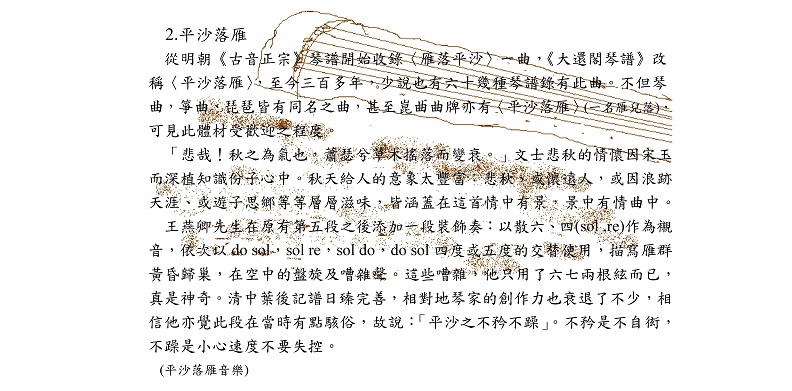 2.平沙落雁
從明朝《古音正宗》琴譜開始收錄〈雁落平沙〉一曲，《大還閣琴譜》改
稱〈平沙落雁〉，至今三百多年，少說也有六十幾種琴譜錄有此曲。不但琴
曲，箏曲、琵琶皆有同名之曲，甚至崑曲曲牌亦有〈平沙落雁〉(一名雁兒落)，
可見此體材受歡迎之程度。
「悲哉！秋之為氣也，蕭瑟兮草木搖落而變衰。」文士悲秋的情懷因宋玉
而深植知識份子心中。秋天給人的意象太豐富，悲秋、或懷遠人，或因浪跡
天涯、或遊子思鄉等等層層滋味，皆涵蓋在這首情中有景，景中有情曲中。
王燕卿先生在原有第五段之後添加一段裝飾奏：以散六、四(sol ,re)作為襯
音，依次以 do sol、sol re，sol do，do sol 四度或五度的交替使用，描寫雁群
黃昏歸巢，在空中的盤旋及嘈雜聲。這些嘈雜，他只用了六七兩根絃而已，
真是神奇。清中葉後記譜日臻完善，相對地琴家的創作力也衰退了不少，相
信他亦覺此段在當時有點駭俗，故說：「平沙之不矜不躁」。不矜是不自衒，
不躁是小心速度不要失控。
(平沙落雁音樂)